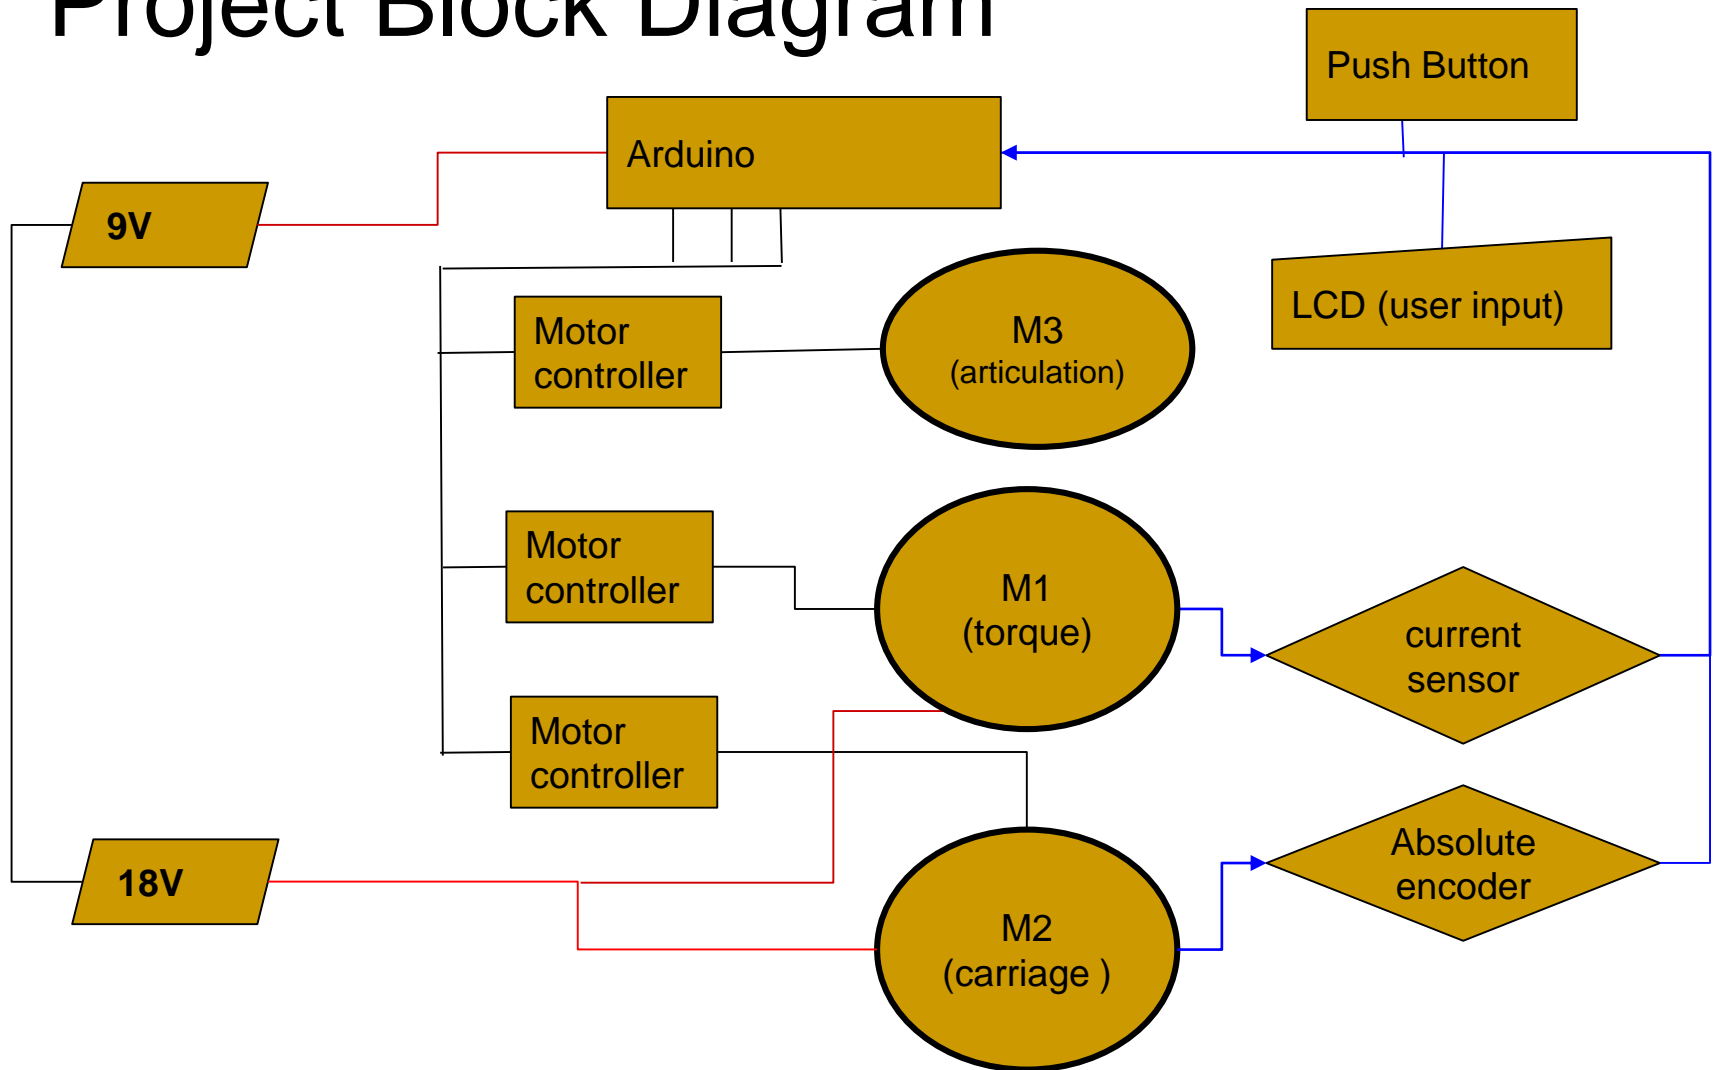 Project Block Diagram
Push Button
Arduino
9V
LCD (user input)
Motor
controller
M3
(articulation)
Motor
controller
M1
(torque)
current
sensor
Motor
controller
18V
Absolute
encoder
M2
(carriage )